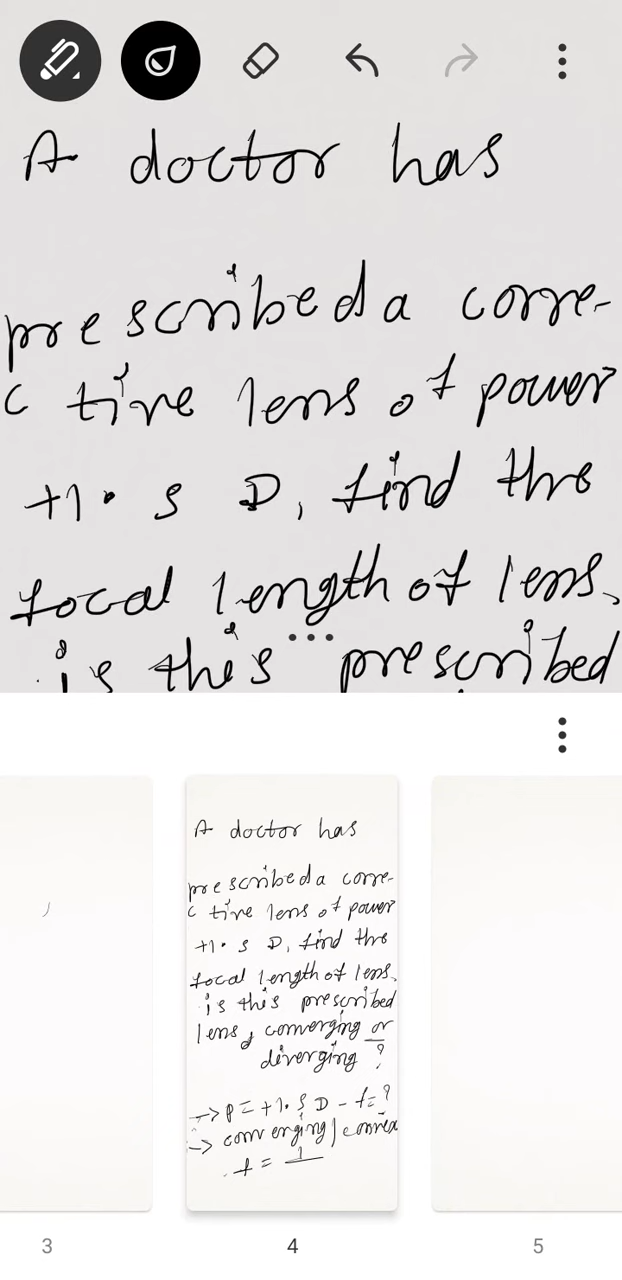 A doctor has
prescribed a corre-
ctive lens of power
+1.5 D, find the
focal length of lens.
is this prescribed
A doctor has
prescribed a corre-
ctive lens of power
+1.5 D, find the
focal length of lens.
is this prescribed
lens, converging or
diverging ?
-> P = +1.5 D - f = ?
-> converging / convex
f = 1
3
4
5